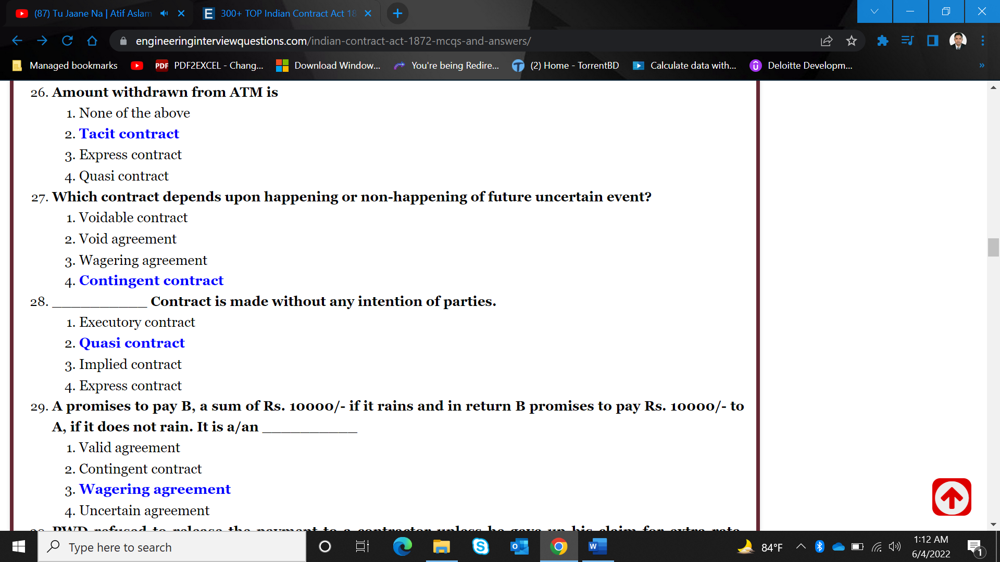 (87) Tu Jaane Na | Atif Aslam
300+ TOP Indian Contract Act 18
engineeringinterviewquestions.com/indian-contract-act-1872-mcqs-and-answers/
Managed bookmarks
PDF PDF2EXCEL - Chang...
Download Window...
You're being Redire...
(2) Home - TorrentBD
Calculate data with...
Deloitte Developm...
26. Amount withdrawn from ATM is
1. None of the above
2. Tacit contract
3. Express contract
4. Quasi contract
27. Which contract depends upon happening or non-happening of future uncertain event?
1. Voidable contract
2. Void agreement
3. Wagering agreement
4. Contingent contract
28. __________ Contract is made without any intention of parties.
1. Executory contract
2. Quasi contract
3. Implied contract
4. Express contract
29. A promises to pay B, a sum of Rs. 10000/- if it rains and in return B promises to pay Rs. 10000/- to
A, if it does not rain. It is a/an __________
1. Valid agreement
2. Contingent contract
3. Wagering agreement
4. Uncertain agreement
PWD refused to release the payment to a contractor unless he gave up his claim for extra rate.
Type here to search
84°F
1:12 AM
6/4/2022
1